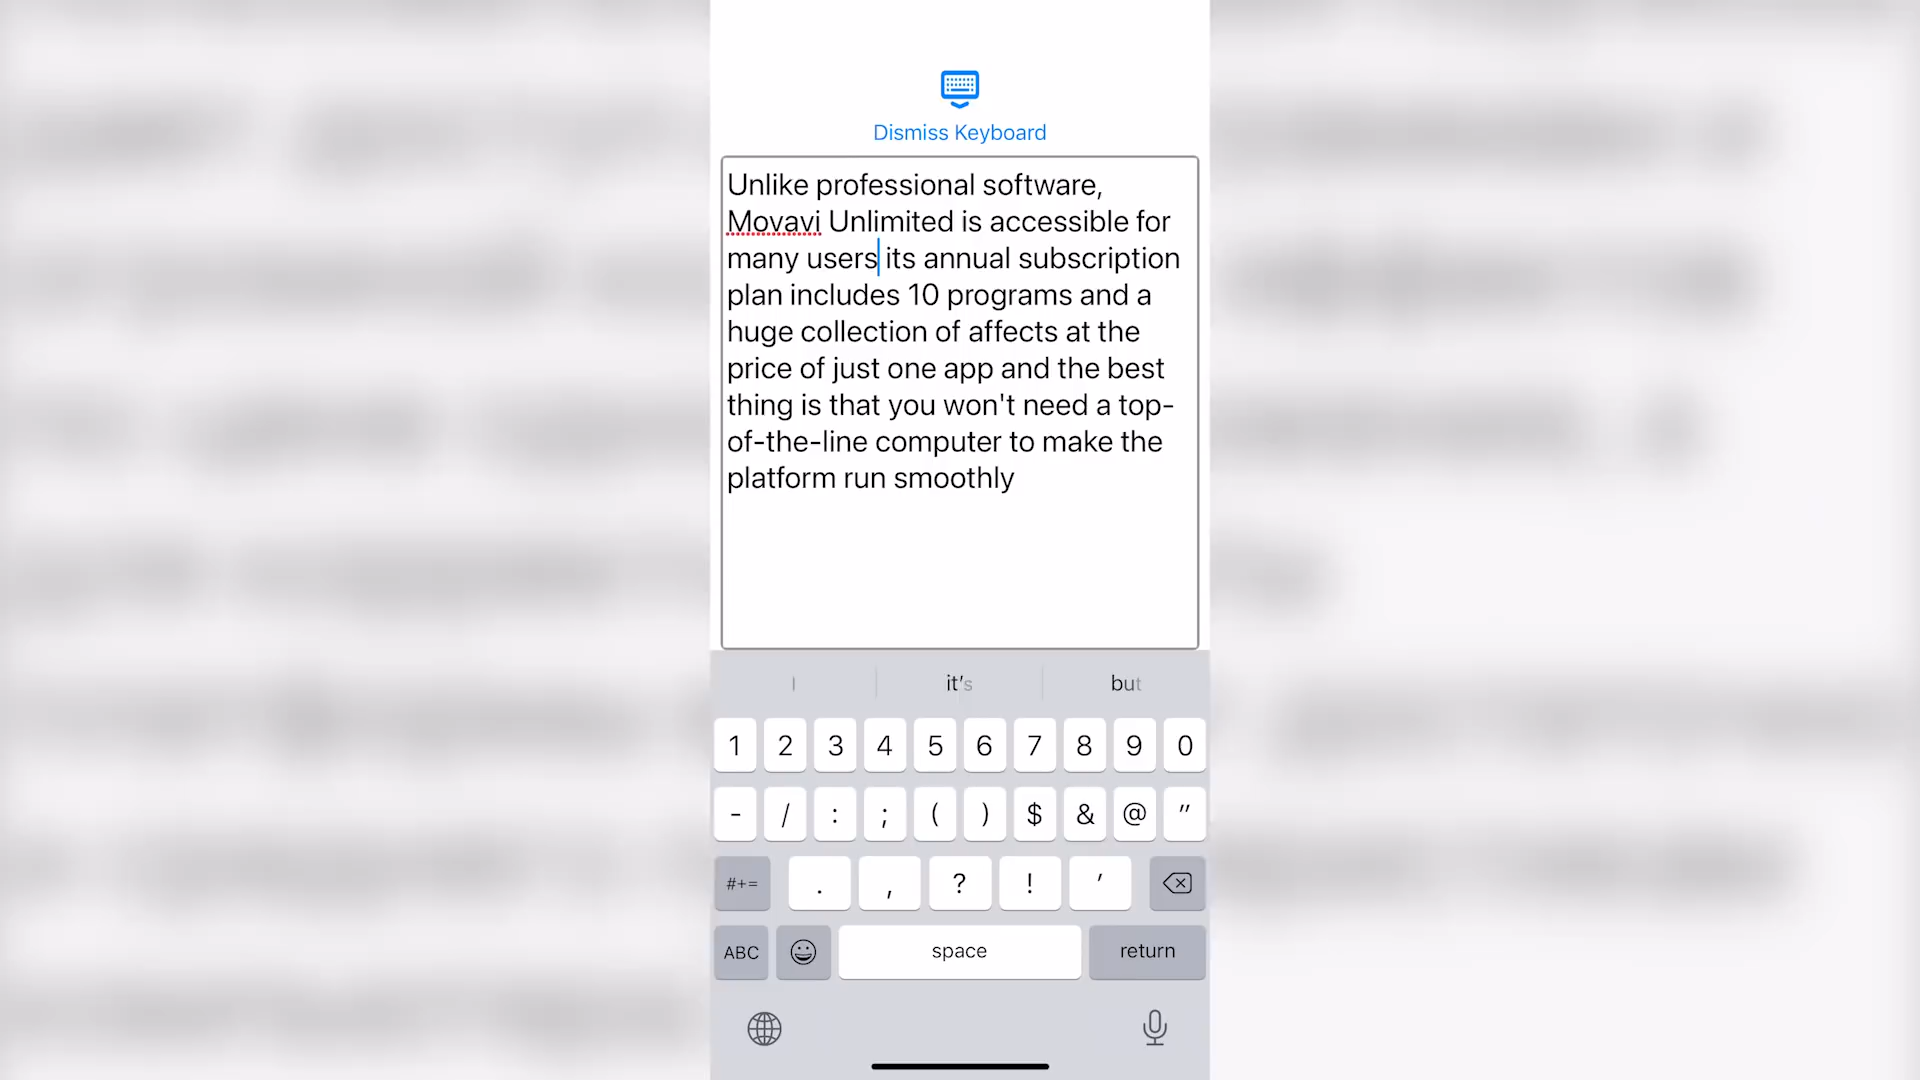 Dismiss Keyboard
Unlike professional software,
Movavi Unlimited is accessible for
many users its annual subscription
plan includes 10 programs and a
huge collection of affects at the
price of just one app and the best
thing is that you won't need a top-
of-the-line computer to make the
platform run smoothly
I it's but
1 2 3 4 5 6 7 8 9 0
- / : ; ( ) $ & @ "
#+= . , ? ! '
ABC space return